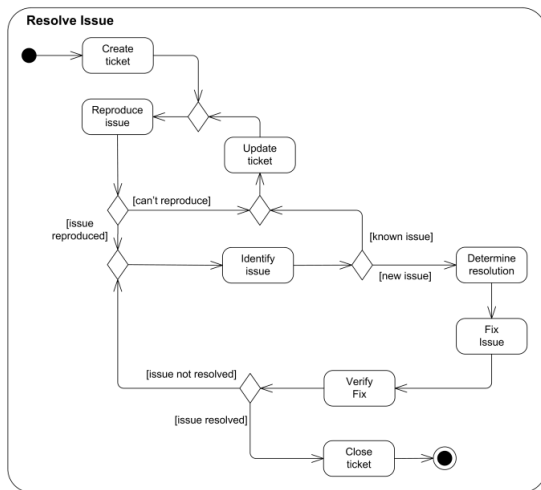 Resolve Issue
Create
ticket
Reproduce
issue
Update
ticket
[can't reproduce]
[issue
reproduced]
[known issue]
Identify
issue
[new issue]
Determine
resolution
Fix
Issue
[issue not resolved]
Verify
Fix
[issue resolved]
Close
ticket